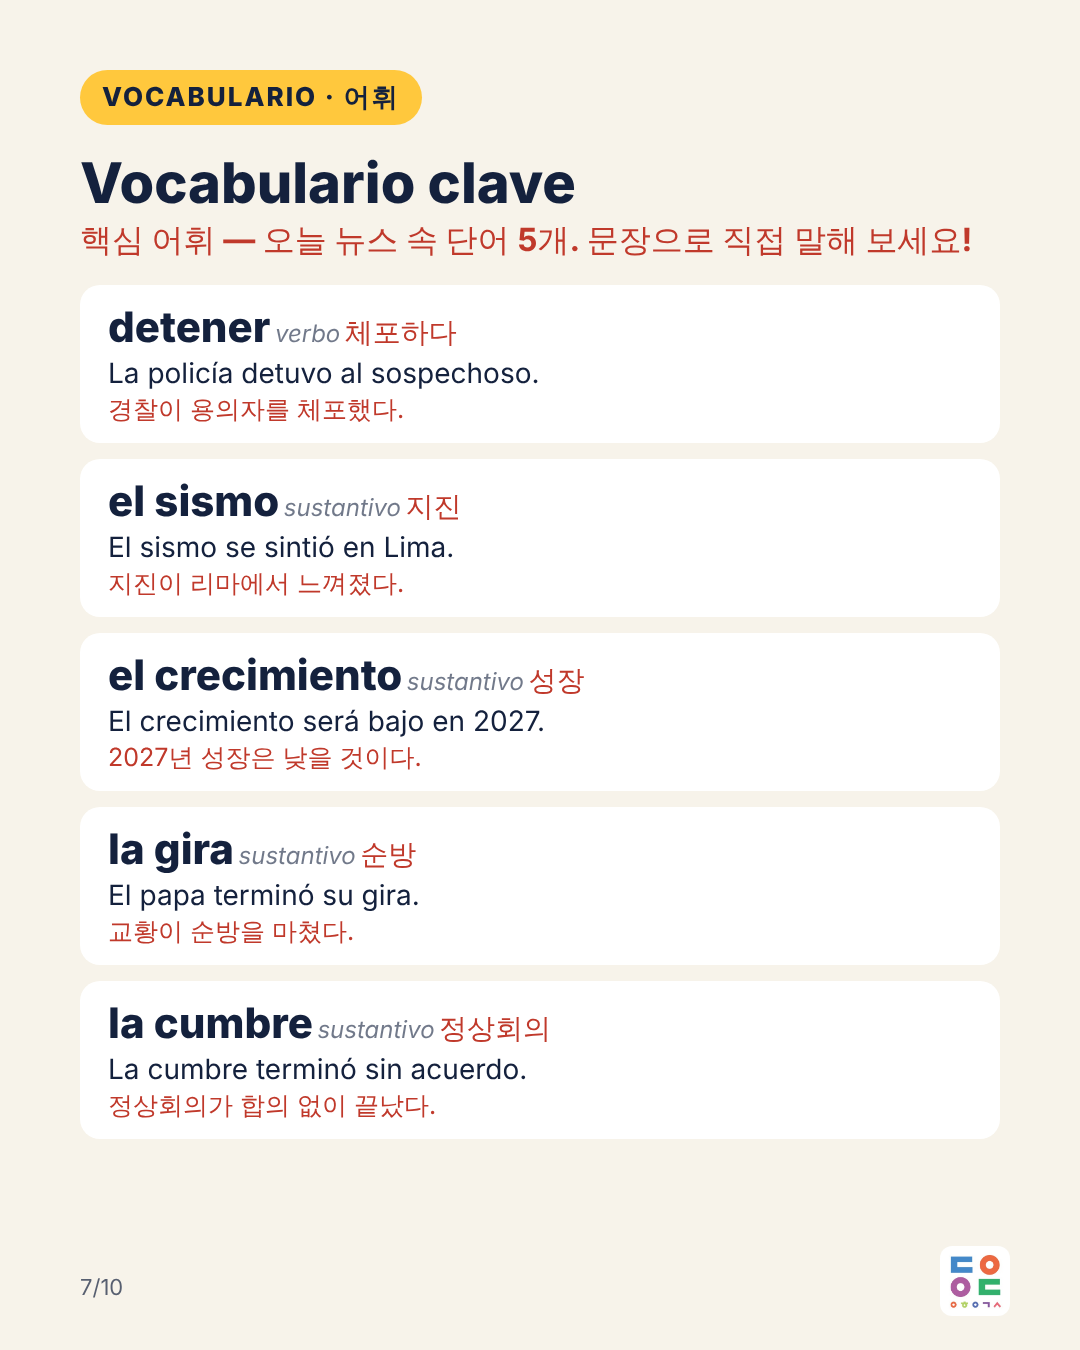 VOCABULARIO · 어휘
Vocabulario clave
핵심 어휘 — 오늘 뉴스 속 단어 5개. 문장으로 직접 말해 보세요!
detener verbo 체포하다
La policía detuvo al sospechoso.
경찰이 용의자를 체포했다.
el sismo sustantivo 지진
El sismo se sintió en Lima.
지진이 리마에서 느껴졌다.
el crecimiento sustantivo 성장
El crecimiento será bajo en 2027.
2027년 성장은 낮을 것이다.
la gira sustantivo 순방
El papa terminó su gira.
교황이 순방을 마쳤다.
la cumbre sustantivo 정상회의
La cumbre terminó sin acuerdo.
정상회의가 합의 없이 끝났다.
7/10